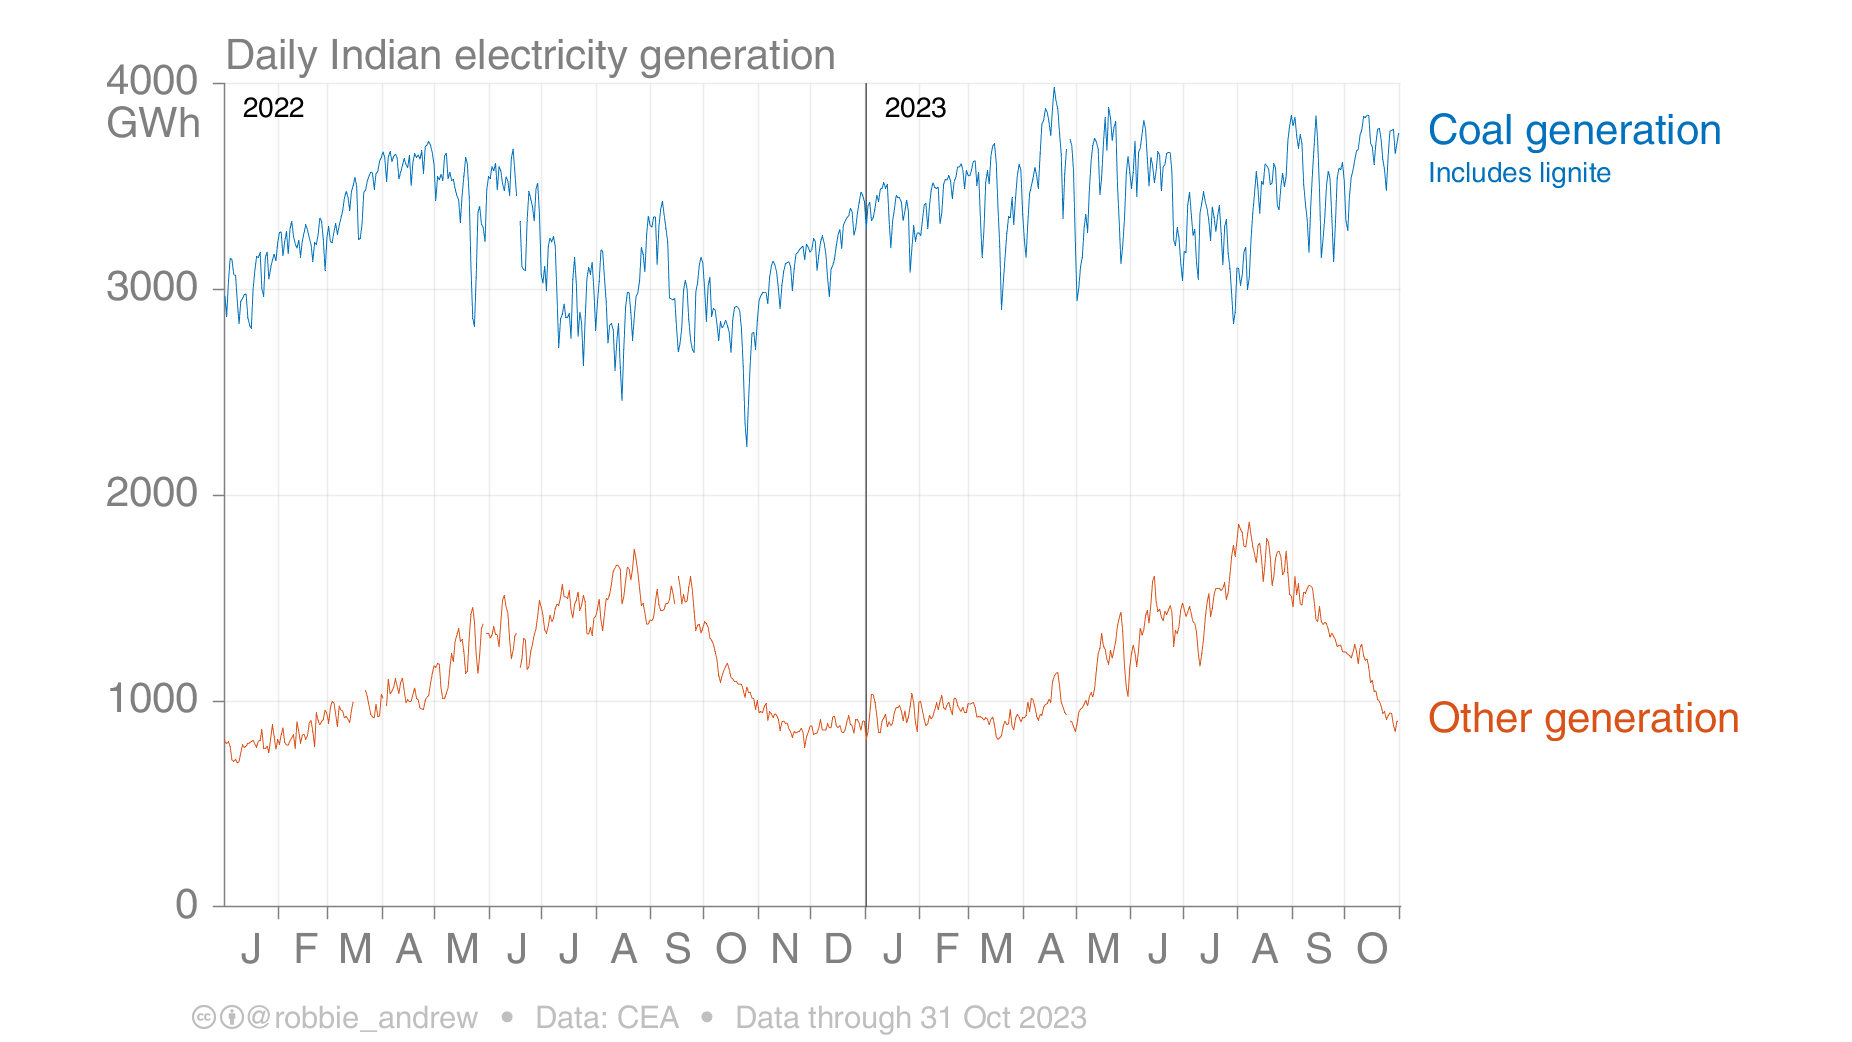 Daily Indian electricity generation
4000
GWh
2022
2023
Coal generation
Includes lignite
3000
2000
1000
Other generation
0
J F M A M J J A S O N D J F M A M J J A S O
cc @robbie_andrew • Data: CEA • Data through 31 Oct 2023